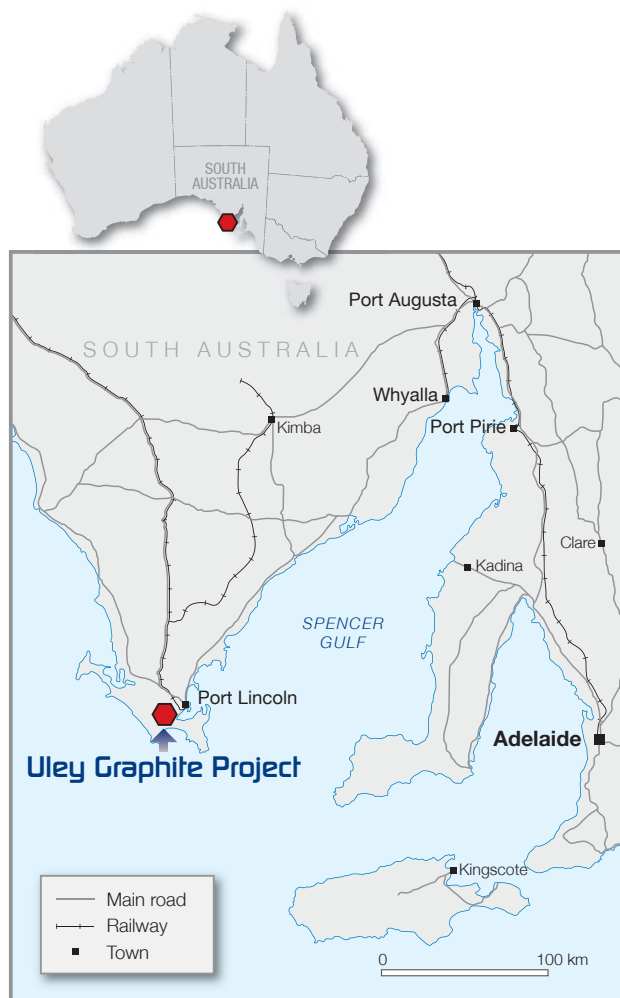 SOUTH
AUSTRALIA
Port Augusta
SOUTH AUSTRALIA
Whyalla
Kimba
Port Pirie
Clare
Kadina
SPENCER
GULF
Port Lincoln
Adelaide
Uley Graphite Project
Kingscote
Main road
Railway
Town
0 100 km